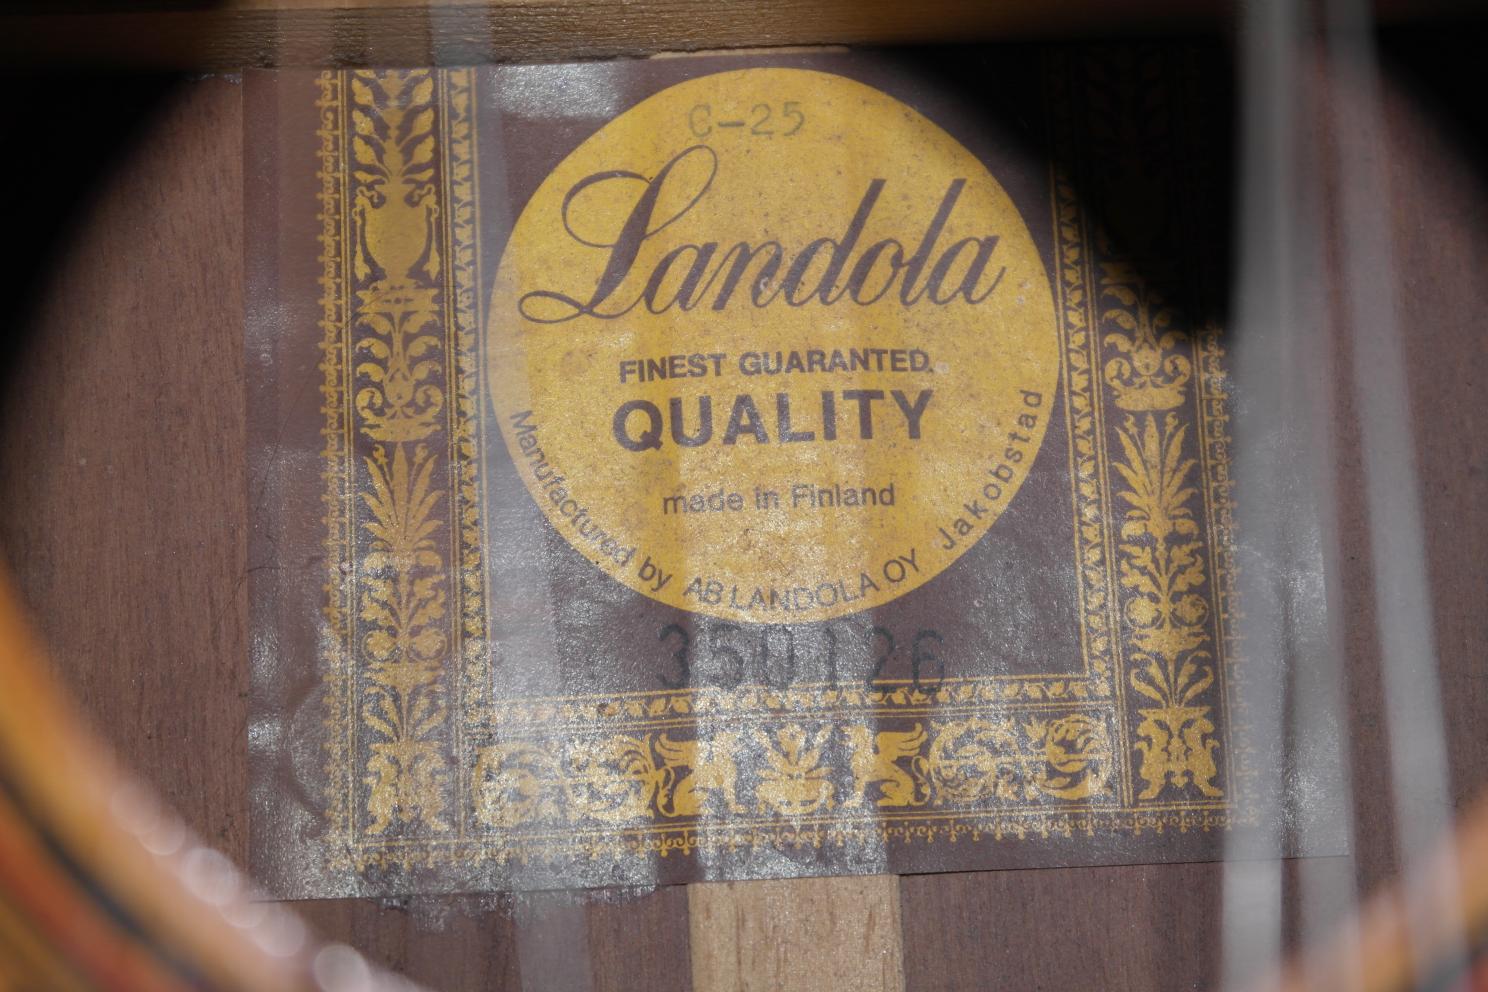 C-25
Landola
FINEST GUARANTED.
QUALITY
made in Finland
Manufactured by AB LANDOLA OY Jakobstad
350126